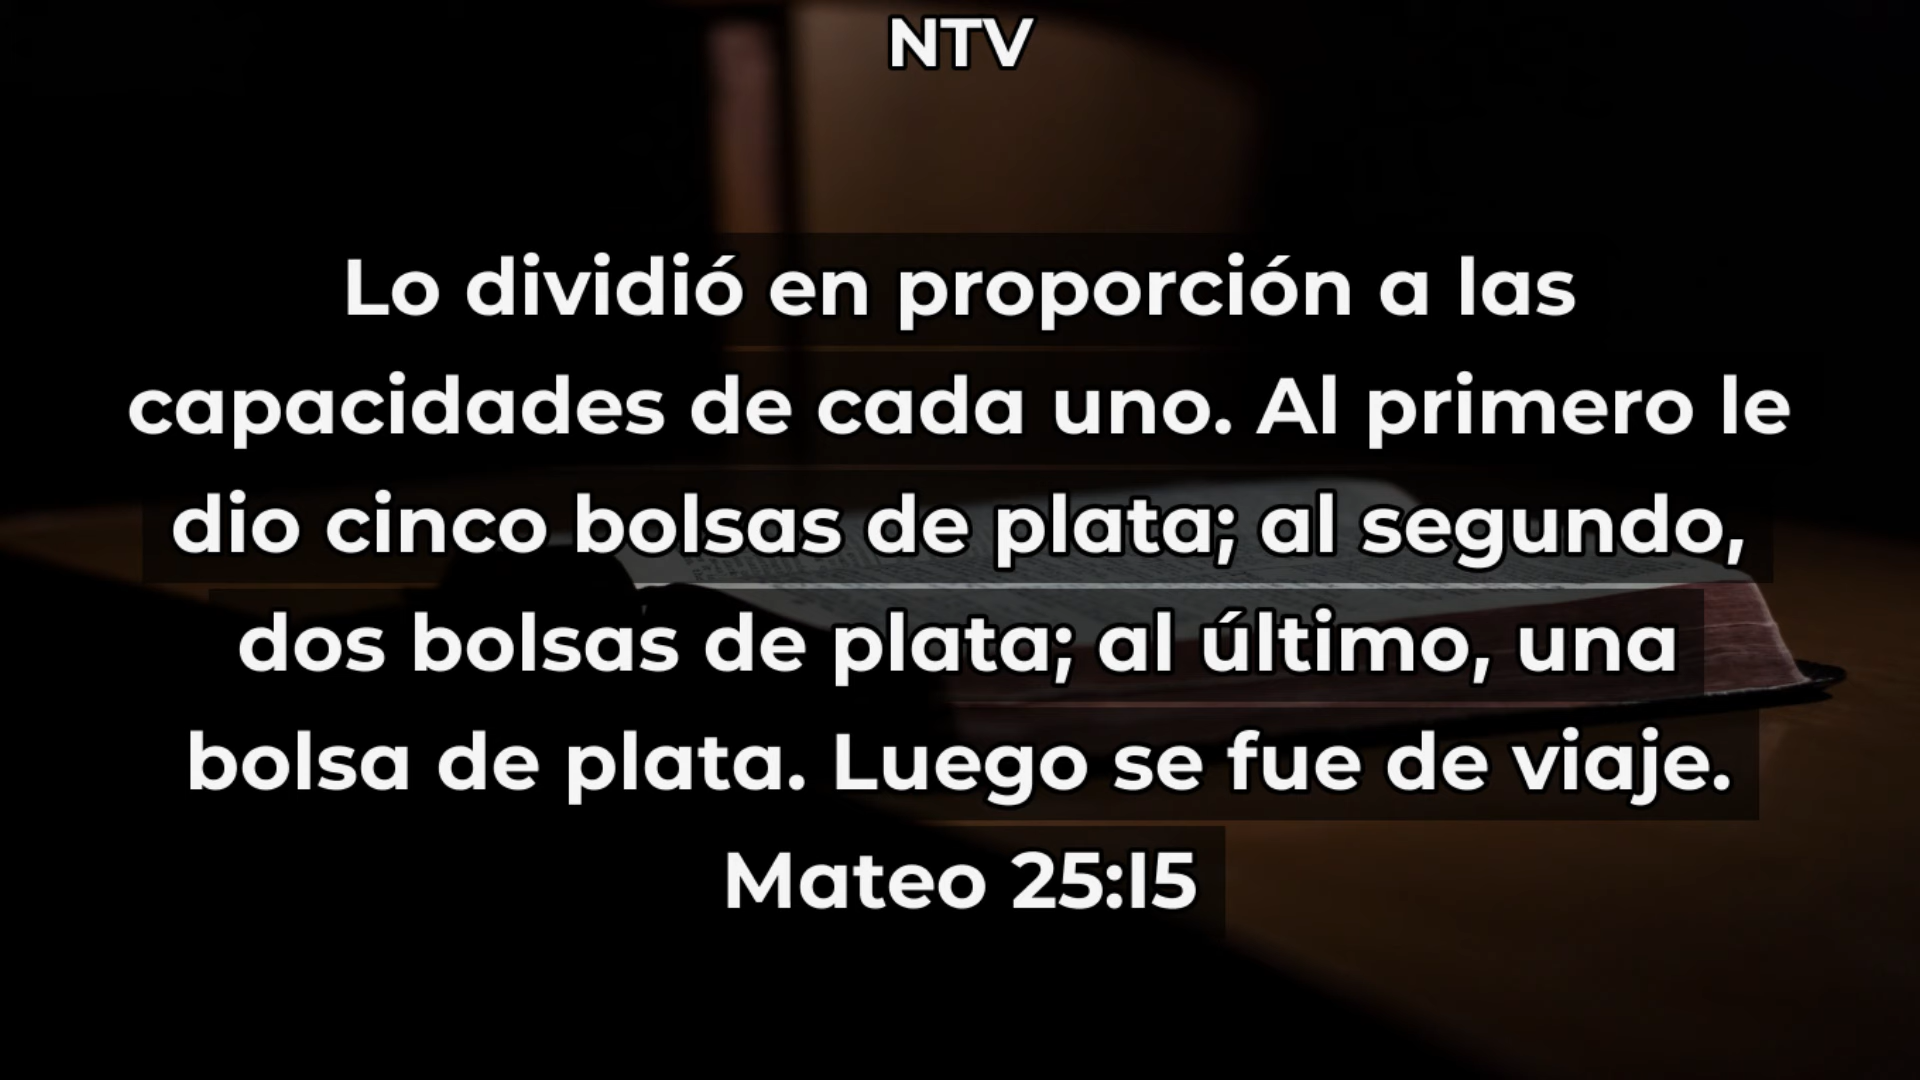 NTV
Lo dividió en proporción a las
capacidades de cada uno. Al primero le
dio cinco bolsas de plata; al segundo,
dos bolsas de plata; al último, una
bolsa de plata. Luego se fue de viaje.
Mateo 25:15